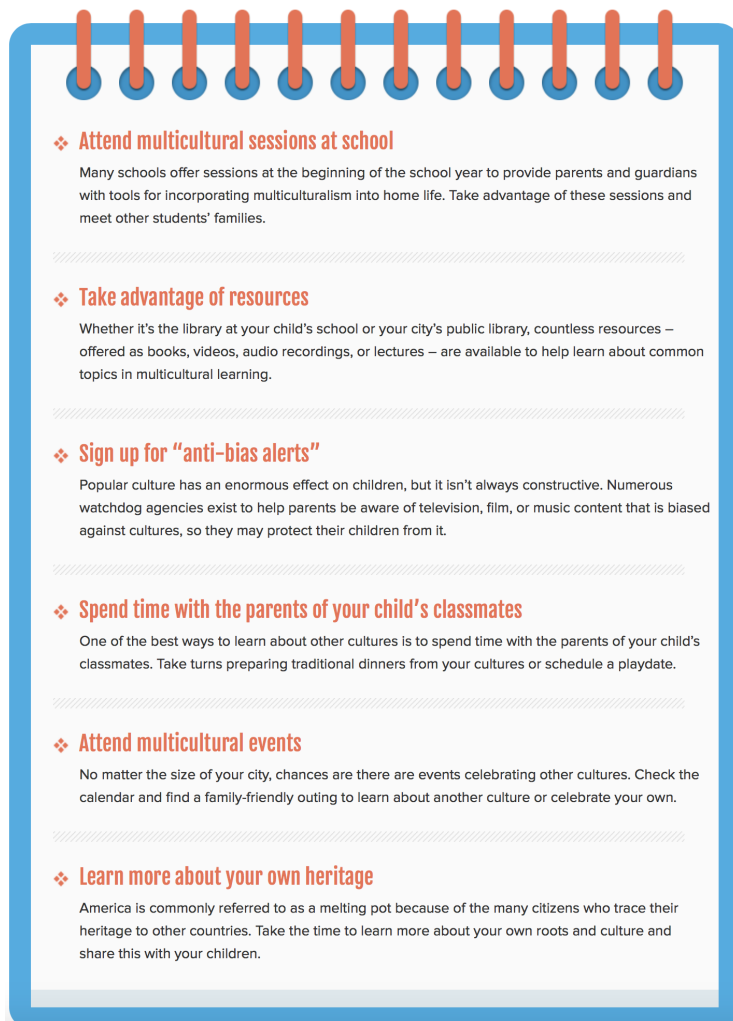 Attend multicultural sessions at school
Many schools offer sessions at the beginning of the school year to provide parents and guardians
with tools for incorporating multiculturalism into home life. Take advantage of these sessions and
meet other students’ families.
Take advantage of resources
Whether it’s the library at your child’s school or your city’s public library, countless resources –
offered as books, videos, audio recordings, or lectures – are available to help learn about common
topics in multicultural learning.
Sign up for “anti-bias alerts”
Popular culture has an enormous effect on children, but it isn’t always constructive. Numerous
watchdog agencies exist to help parents be aware of television, film, or music content that is biased
against cultures, so they may protect their children from it.
Spend time with the parents of your child’s classmates
One of the best ways to learn about other cultures is to spend time with the parents of your child’s
classmates. Take turns preparing traditional dinners from your cultures or schedule a playdate.
Attend multicultural events
No matter the size of your city, chances are there are events celebrating other cultures. Check the
calendar and find a family-friendly outing to learn about another culture or celebrate your own.
Learn more about your own heritage
America is commonly referred to as a melting pot because of the many citizens who trace their
heritage to other countries. Take the time to learn more about your own roots and culture and
share this with your children.